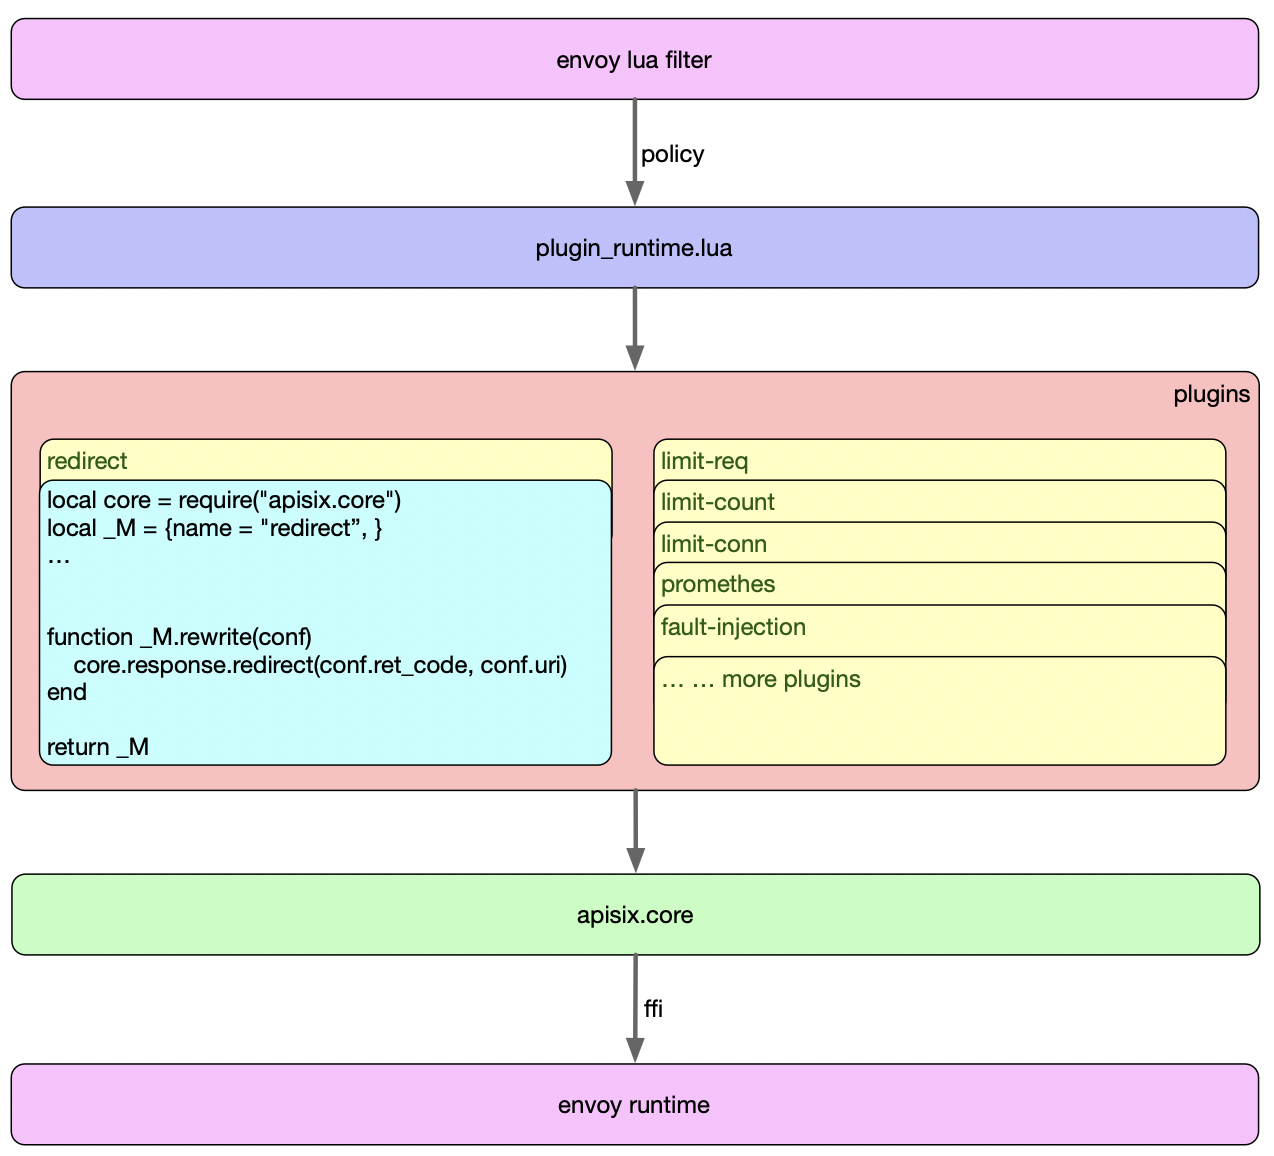 envoy lua filter
policy
plugin_runtime.lua
plugins
redirect
local core = require("apisix.core")
local _M = {name = "redirect”, }
…
function _M.rewrite(conf)
    core.response.redirect(conf.ret_code, conf.uri)
end
return _M
limit-req
limit-count
limit-conn
promethes
fault-injection
… … more plugins
apisix.core
ffi
envoy runtime